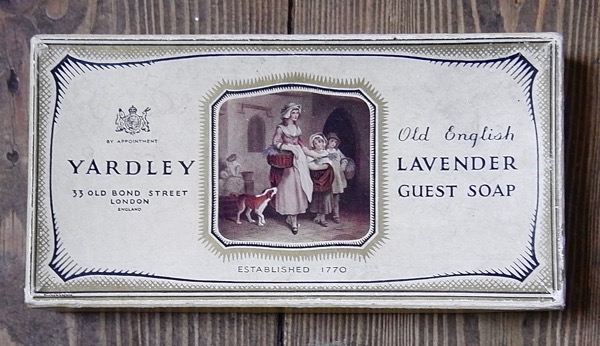 BY APPOINTMENT
YARDLEY
33 OLD BOND STREET
LONDON
ENGLAND
ESTABLISHED 1770
Old English
LAVENDER
GUEST SOAP